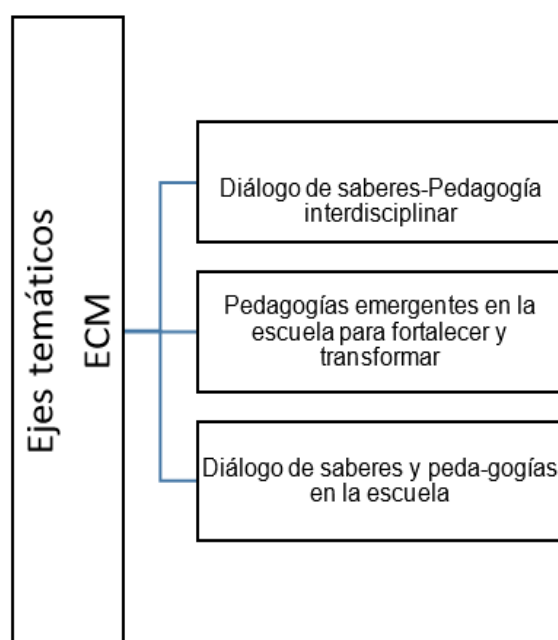 Ejes temáticos
ECM
Diálogo de saberes-Pedagogía
interdisciplinar
Pedagogías emergentes en la
escuela para fortalecer y
transformar
Diálogo de saberes y peda-gogías
en la escuela